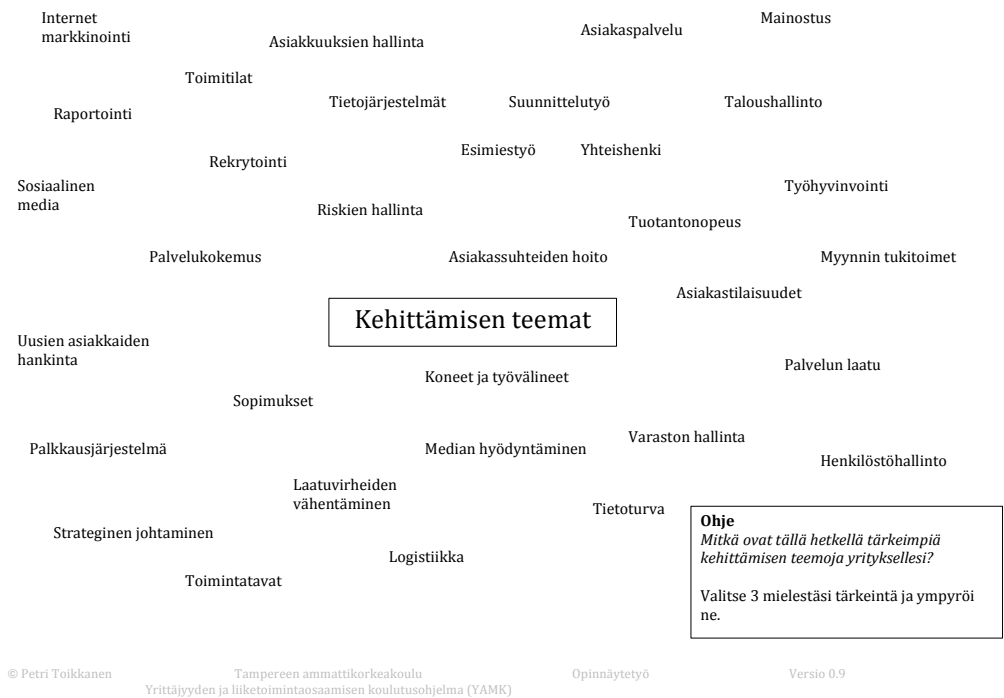 Internet
markkinointi
Asiakkuuksien hallinta
Asiakaspalvelu
Mainostus
Toimitilat
Raportointi
Tietojärjestelmät
Suunnittelutyö
Taloushallinto
Rekrytointi
Esimiestyö
Yhteishenki
Sosiaalinen
media
Riskien hallinta
Tuotantonopeus
Työhyvinvointi
Palvelukokemus
Asiakassuhteiden hoito
Myynnin tukitoimet
Asiakastilaisuudet
Kehittämisen teemat
Uusien asiakkaiden
hankinta
Koneet ja työvälineet
Palvelun laatu
Sopimukset
Palkkausjärjestelmä
Median hyödyntäminen
Varaston hallinta
Henkilöstöhallinto
Laatuvirheiden
vähentäminen
Tietoturva
Strateginen johtaminen
Logistiikka
Toimintatavat
Ohje
Mitkä ovat tällä hetkellä tärkeimpiä
kehittämisen teemoja yrityksellesi?
Valitse 3 mielestäsi tärkeintä ja ympyröi
ne.
© Petri Toikkanen
Tampereen ammattikorkeakoulu
Opinnäytetyö
Versio 0.9
Yrittäjyyden ja liiketoimintaosaamisen koulutusohjelma (YAMK)